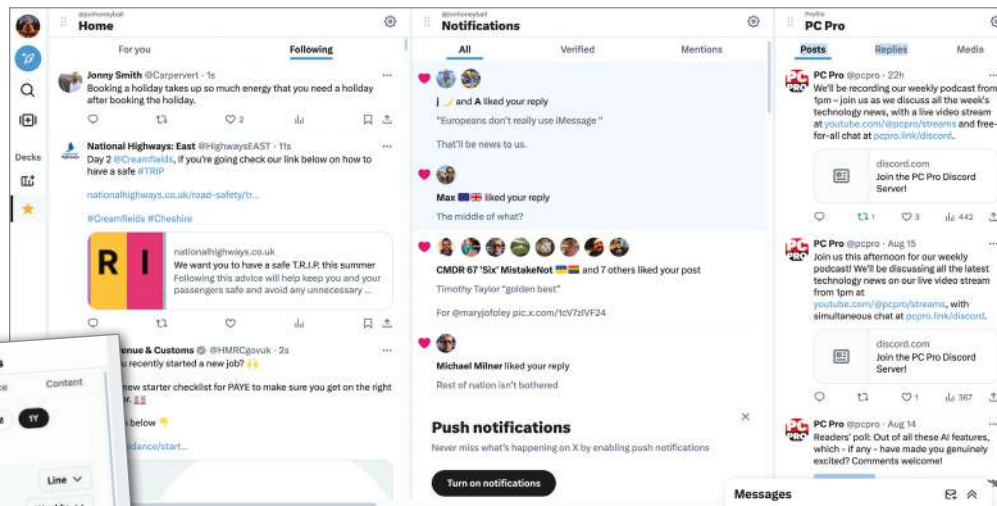 @jonhoneyball
Home
For you
Following
Jonny Smith @Carpervert · 1s
Booking a holiday takes up so much energy that you need a holiday
after booking the holiday.
2
National Highways: East @HighwaysEAST · 11s
Day 2 @Creamfields, if you're going check our link below on how to
have a safe #TRIP
nationalhighways.co.uk/road-safety/tr...
#Creamfields #Cheshire
R I
nationalhighways.co.uk
We want you to have a safe T.R.I.P. this summer
Following this advice will help keep you and your
passengers safe and avoid any unnecessary ...
enue & Customs @HMRCgovuk · 2s
u recently started a new job?
new starter checklist for PAYE to make sure you get on the right
below
dance/start...
Decks
Content
1Y
Line
@jonhoneyball
Notifications
All
Verified
Mentions
j and A liked your reply
"Europeans don't really use iMessage "
That'll be news to us.
Max liked your reply
The middle of what?
CMDR 67 'Six' MistakeNot and 7 others liked your post
Timothy Taylor "golden best"
For @maryjofoley pic.x.com/1cV7zIVF24
Michael Milner liked your reply
Rest of nation isn't bothered
Push notifications
Never miss what's happening on X by enabling push notifications
Turn on notifications
Profile
PC Pro
Posts
Replies
Media
PC Pro @pcpro · 22h
We'll be recording our weekly podcast from
1pm – join us as we discuss all the week's
technology news, with a live video stream
at youtube.com/@pcpro/streams and free-
for-all chat at pcpro.link/discord.
discord.com
Join the PC Pro Discord
Server!
1
3
442
PC Pro @pcpro · Aug 15
Join us this afternoon for our weekly
podcast! We'll be discussing all the latest
technology news on our live video stream
from 1pm at
youtube.com/@pcpro/streams, with
simultaneous chat at pcpro.link/discord.
discord.com
Join the PC Pro Discord
Server!
1
367
PC Pro @pcpro · Aug 14
Readers' poll: Out of all these AI features,
which - if any - have made you genuinely
excited? Comments welcome!
Messages